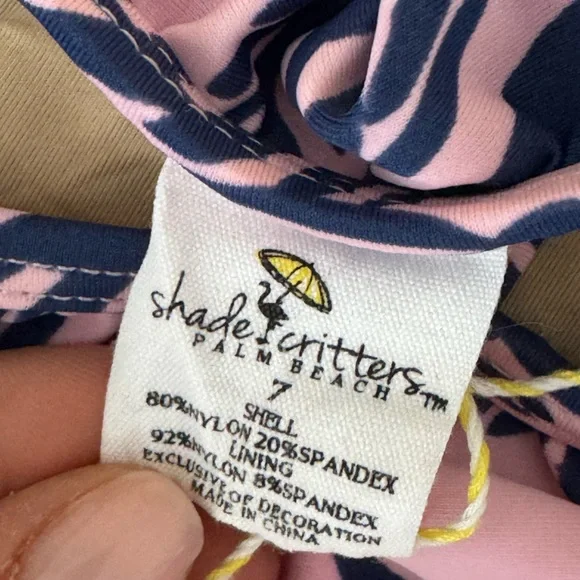 shade critters™
PALM BEACH
7
SHELL
80%NYLON 20%SPANDEX
LINING
92%NYLON 8%SPANDEX
EXCLUSIVE OF DECORATION
MADE IN CHINA